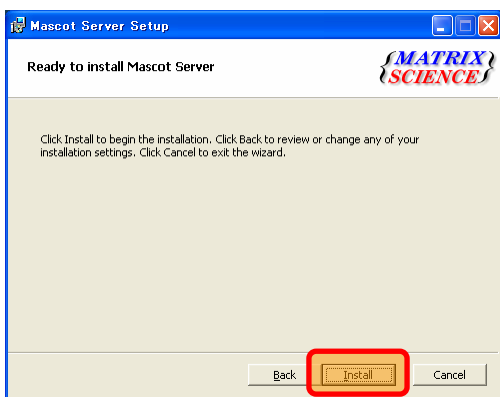 Mascot Server Setup
Ready to install Mascot Server
MATRIX
SCIENCE
Click Install to begin the installation. Click Back to review or change any of your
installation settings. Click Cancel to exit the wizard.
Back Install Cancel